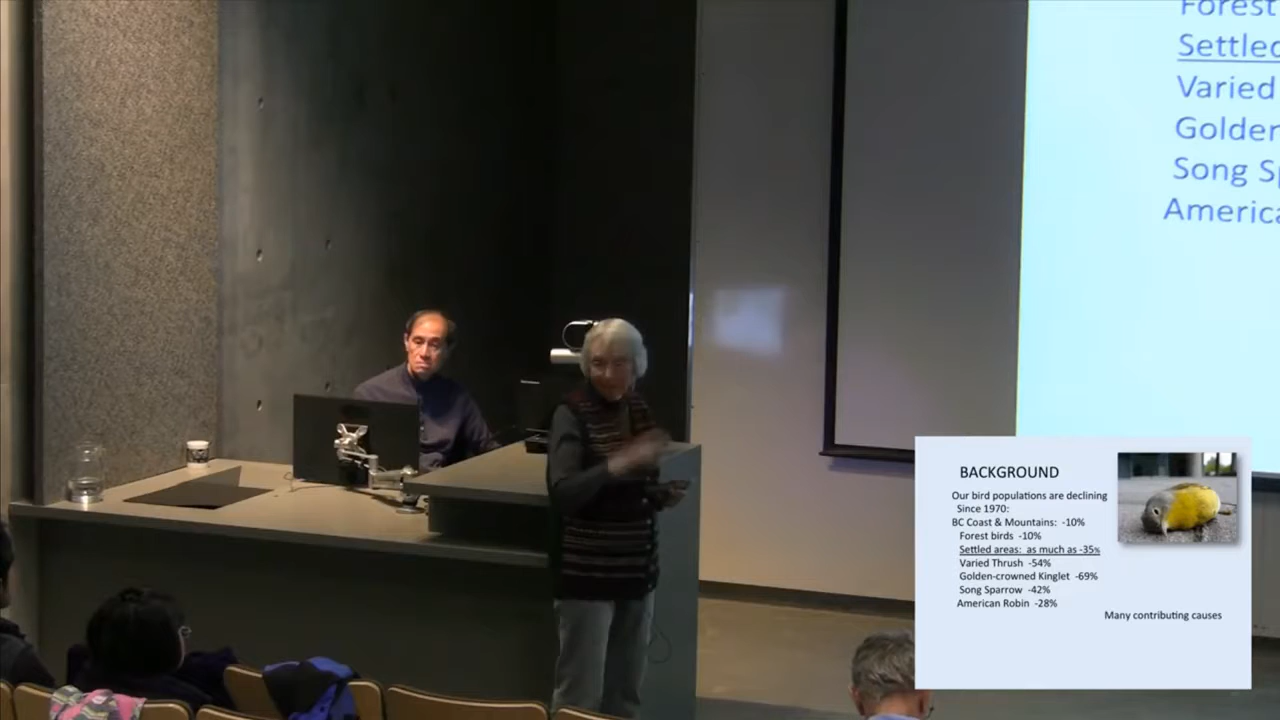 Forest
Settled
Varied
Golden
Song Sp
America
BACKGROUND
Our bird populations are declining
Since 1970:
BC Coast & Mountains: -10%
Forest birds -10%
Settled areas: as much as -35%
Varied Thrush -54%
Golden-crowned Kinglet -69%
Song Sparrow -42%
American Robin -28%
Many contributing causes